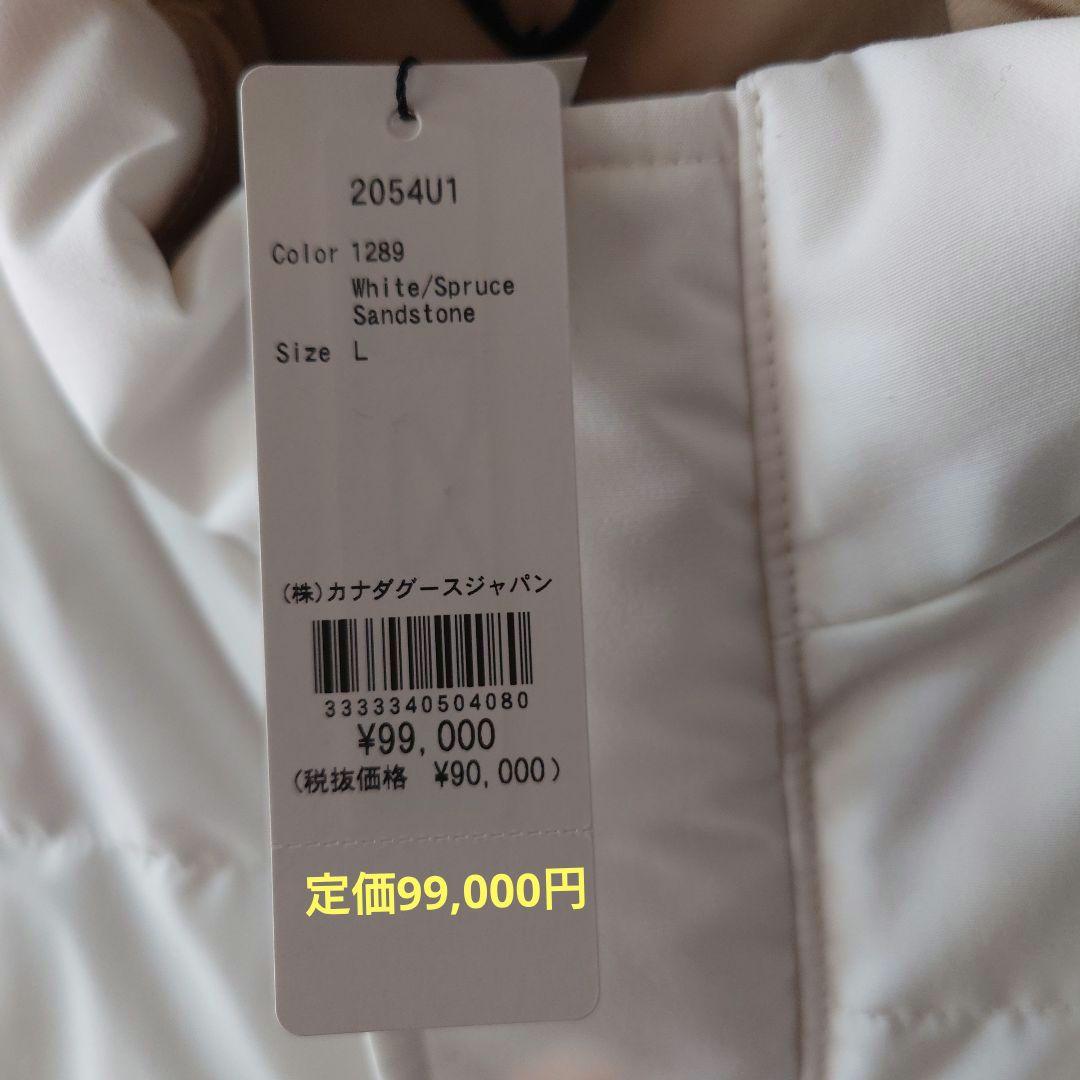 2054U1
Color 1289
White/Spruce
Sandstone
Size L
(株)カナダグースジャパン
3333340504080
¥99,000
(税抜価格 ¥90,000)
定価99,000円